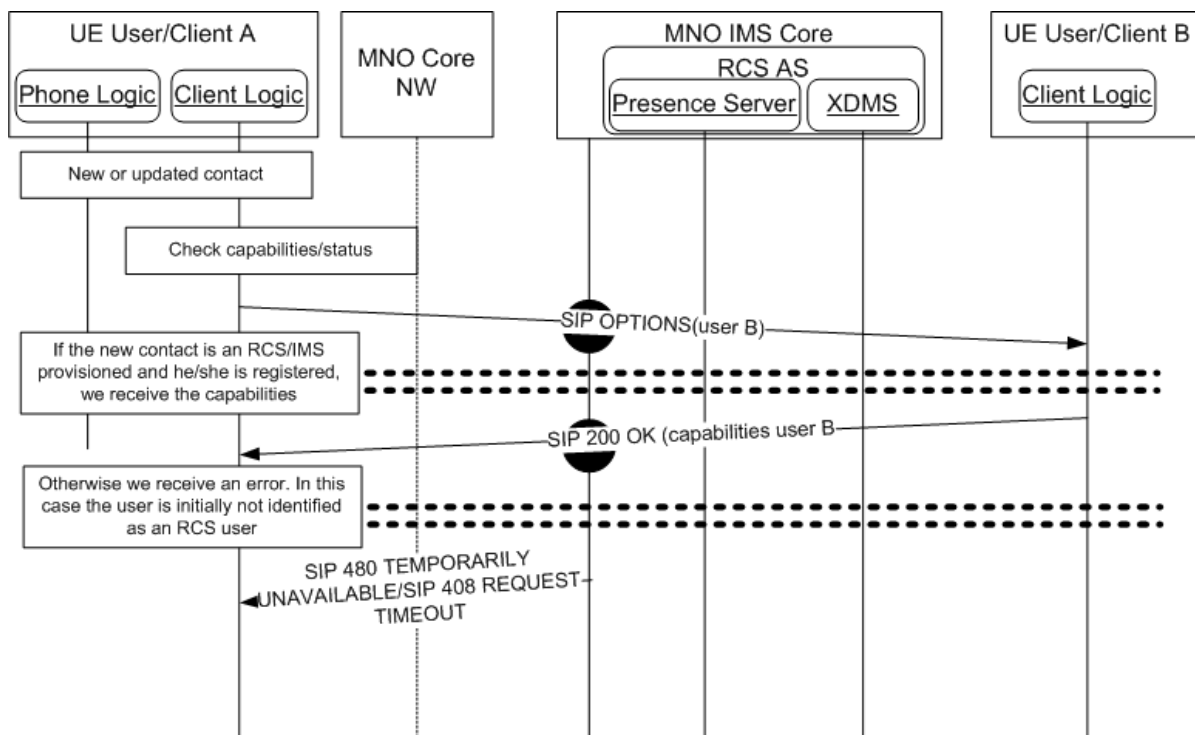 UE User/Client A
Phone Logic
Client Logic
MNO Core
NW
MNO IMS Core
RCS AS
Presence Server
XDMS
UE User/Client B
Client Logic
New or updated contact
Check capabilities/status
SIP OPTIONS(user B)
If the new contact is an RCS/IMS
provisioned and he/she is registered,
we receive the capabilities
SIP 200 OK (capabilities user B
Otherwise we receive an error. In this
case the user is initially not identified
as an RCS user
SIP 480 TEMPORARILY
UNAVAILABLE/SIP 408 REQUEST
TIMEOUT